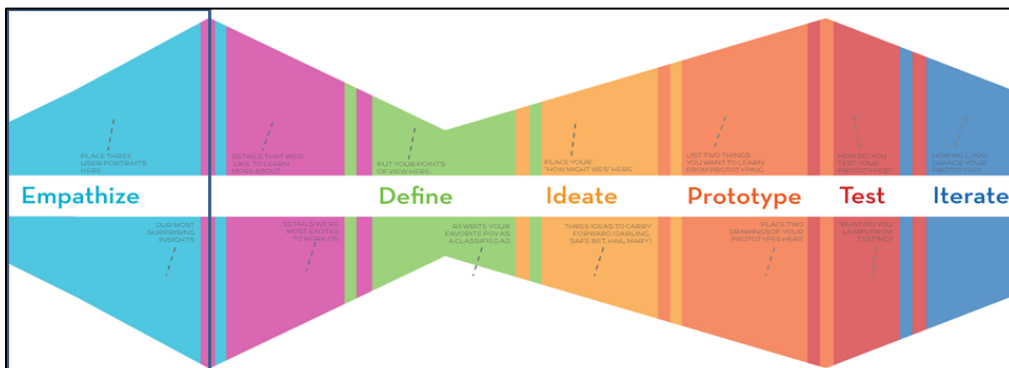 PLACE THREE
USER PORTRAITS
HERE
DETAILS THAT WE'D
LIKE TO LEARN
MORE ABOUT
PUT YOUR POINTS
OF VIEW HERE
PLACE YOUR
"HOW MIGHT WES" HERE
LIST TWO THINGS
YOU WANT TO LEARN
FROM PROTOTYPING
HOW DID YOU
TEST YOUR
PROTOTYPES?
HOW WILL YOU
CHANGE YOUR
PROTOTYPE?
Empathize
Define
Ideate
Prototype
Test
Iterate
OUR MOST
SURPRISING
INSIGHTS
DETAILS WE'RE
MOST EXCITED
TO WORK ON
REWRITE YOUR
FAVORITE POV AS
A CLASSIFIED AD
THREE IDEAS TO CARRY
FORWARD (DARLING,
SAFE BET, HAIL MARY)
PLACE TWO
DRAWINGS OF YOUR
PROTOTYPES HERE
WHAT DID YOU
LEARN FROM
TESTING?